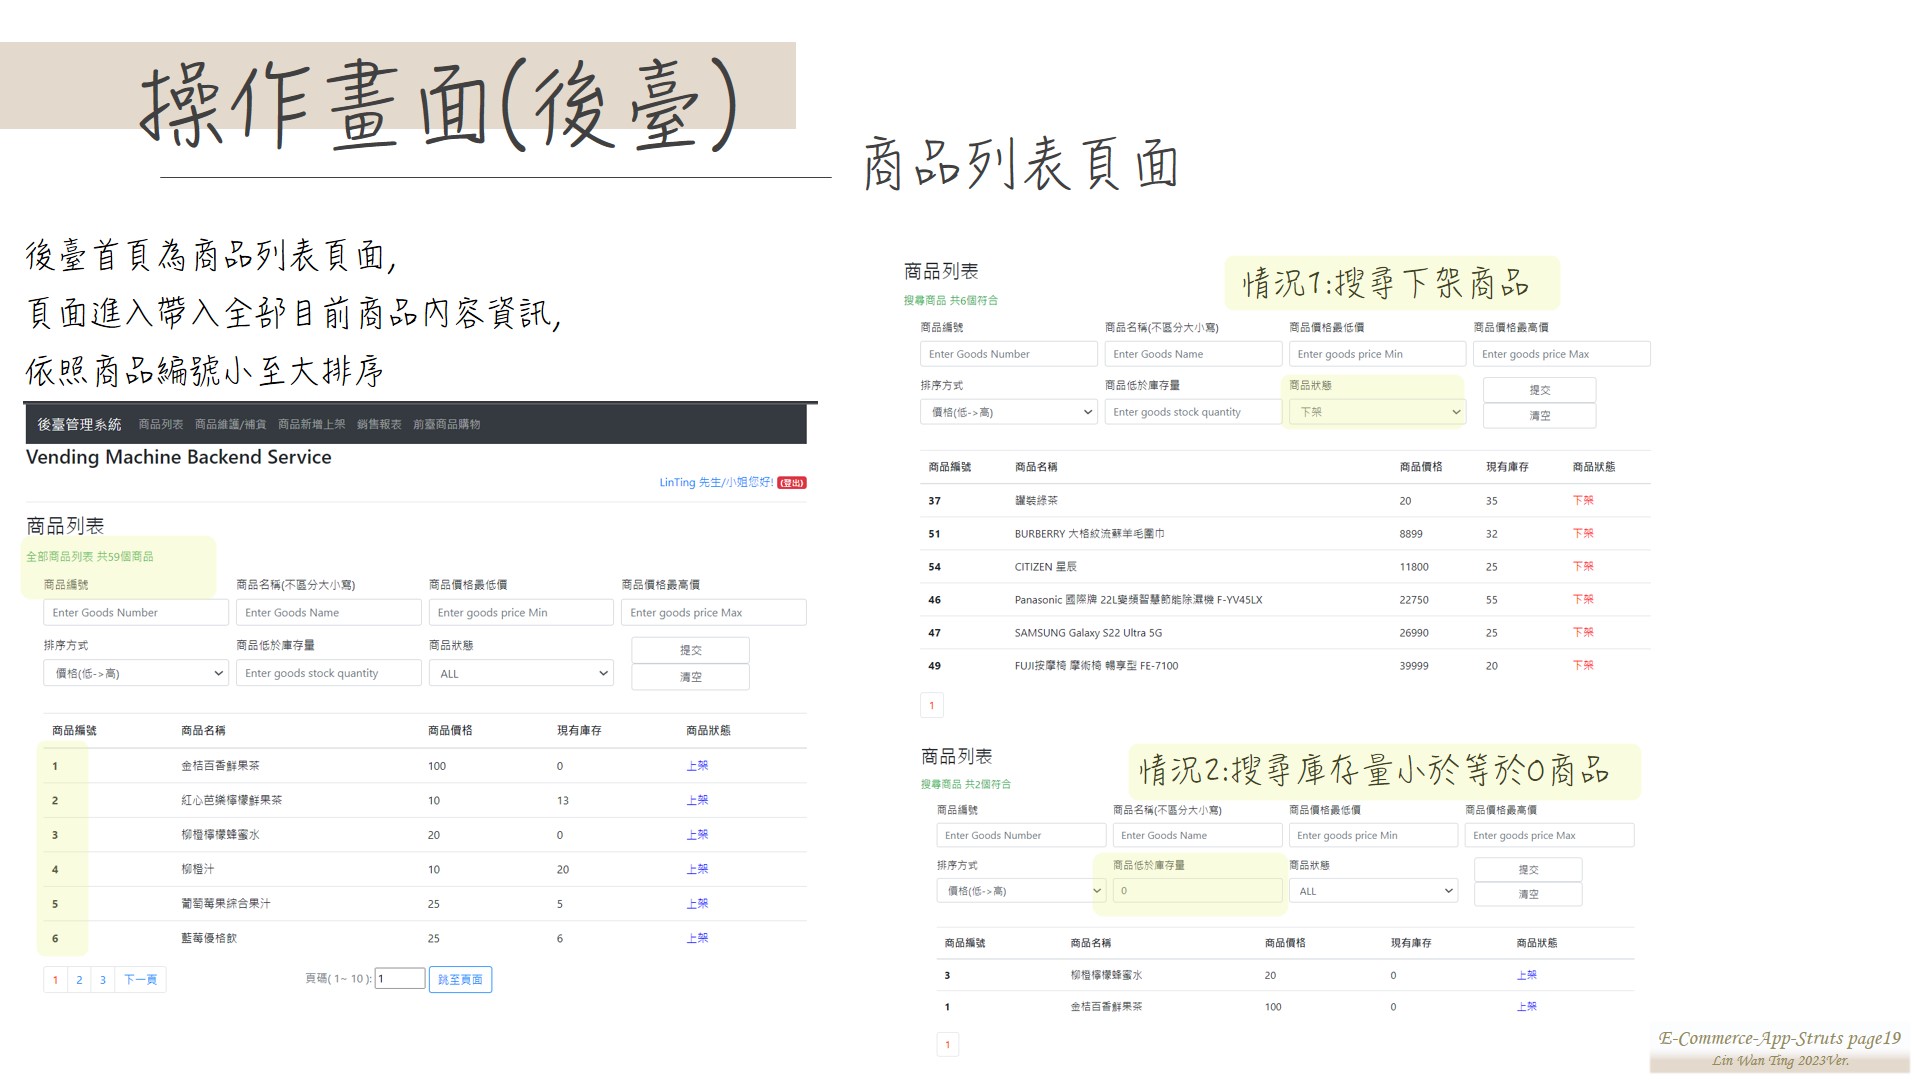 操作畫面(後臺)
商品列表頁面
後臺首頁為商品列表頁面,
頁面進入帶入全部目前商品內容資訊,
依照商品編號小至大排序
後臺管理系統 商品列表 商品維護/補貨 商品新增上架 銷售報表 前臺商品購物
Vending Machine Backend Service
LinTing 先生/小姐您好! (登出)
商品列表
全部商品列表 共59個商品
商品編號 商品名稱(不區分大小寫) 商品價格最低價 商品價格最高價
Enter Goods Number Enter Goods Name Enter goods price Min Enter goods price Max
排序方式 商品低於庫存量 商品狀態 提交
價格(低->高) Enter goods stock quantity ALL 清空
商品編號 商品名稱 商品價格 現有庫存 商品狀態
1 金桔百香鮮果茶 100 0 上架
2 紅心芭樂檸檬鮮果茶 10 13 上架
3 柳橙檸檬蜂蜜水 20 0 上架
4 柳橙汁 10 20 上架
5 葡萄莓果綜合果汁 25 5 上架
6 藍莓優格飲 25 6 上架
1 2 3 下一頁 頁碼( 1~ 10 ): 1 跳至頁面
商品列表
情況1:搜尋下架商品
搜尋商品 共6個符合
商品編號 商品名稱(不區分大小寫) 商品價格最低價 商品價格最高價
Enter Goods Number Enter Goods Name Enter goods price Min Enter goods price Max
排序方式 商品低於庫存量 商品狀態 提交
價格(低->高) Enter goods stock quantity 下架 清空
商品編號 商品名稱 商品價格 現有庫存 商品狀態
37 罐裝綠茶 20 35 下架
51 BURBERRY 大格紋流蘇羊毛圍巾 8899 32 下架
54 CITIZEN 星辰 11800 25 下架
46 Panasonic 國際牌 22L變頻智慧節能除濕機 F-YV45LX 22750 55 下架
47 SAMSUNG Galaxy S22 Ultra 5G 26990 25 下架
49 FUJI按摩椅 摩術椅 暢享型 FE-7100 39999 20 下架
1
商品列表
情況2:搜尋庫存量小於等於0商品
搜尋商品 共2個符合
商品編號 商品名稱(不區分大小寫) 商品價格最低價 商品價格最高價
Enter Goods Number Enter Goods Name Enter goods price Min Enter goods price Max
排序方式 商品低於庫存量 商品狀態 提交
價格(低->高) 0 ALL 清空
商品編號 商品名稱 商品價格 現有庫存 商品狀態
3 柳橙檸檬蜂蜜水 20 0 上架
1 金桔百香鮮果茶 100 0 上架
1
E-Commerce-App-Struts page19
Lin Wan Ting 2023Ver.